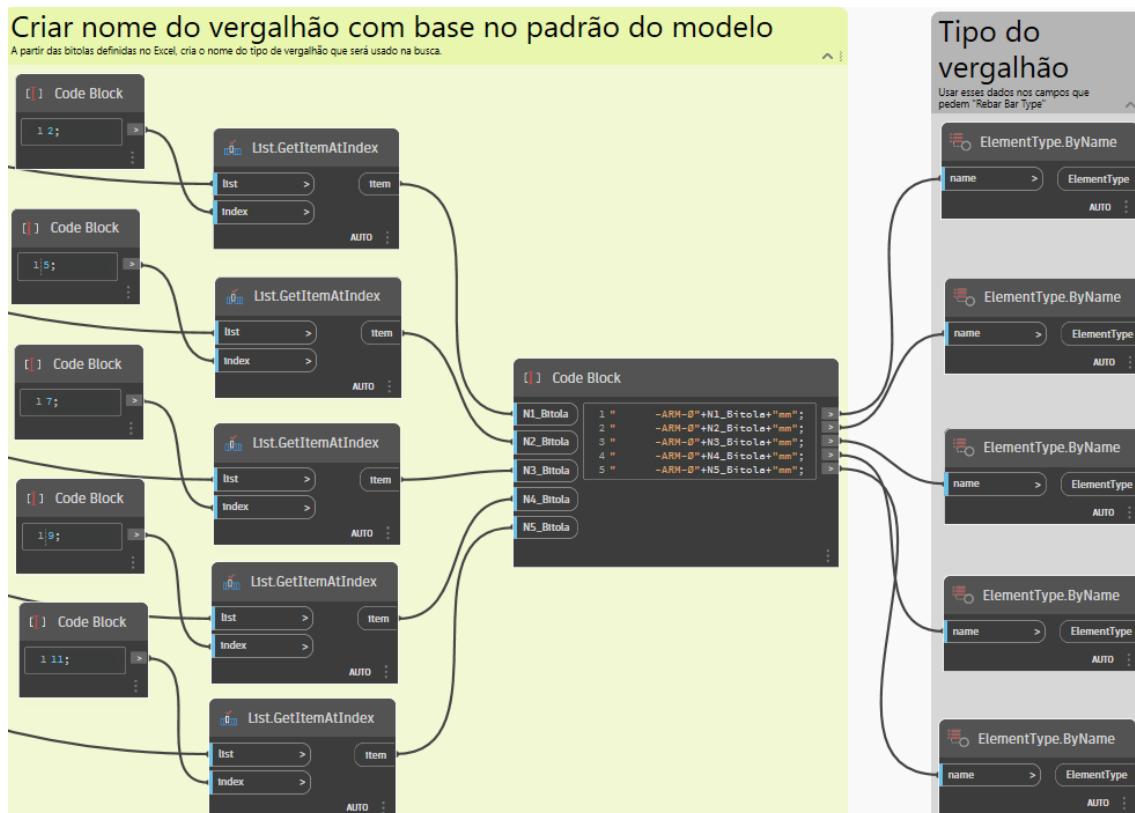 Criar nome do vergalhão com base no padrão do modelo
A partir das bitolas definidas no Excel, cria o nome do tipo de vergalhão que será usado na busca.
Code Block
1 2;
>
List.GetItemAtIndex
list >
item
index >
AUTO
Code Block
1 5;
>
List.GetItemAtIndex
list >
item
index >
AUTO
Code Block
1 7;
>
List.GetItemAtIndex
list >
item
index >
AUTO
Code Block
1 9;
>
List.GetItemAtIndex
list >
item
index >
AUTO
Code Block
1 11;
>
List.GetItemAtIndex
list >
item
index >
AUTO
Code Block
N1_Bitola
N2_Bitola
N3_Bitola
N4_Bitola
N5_Bitola
1 "      -ARM-Ø"+N1_Bitola+"mm"; >
2 "      -ARM-Ø"+N2_Bitola+"mm"; >
3 "      -ARM-Ø"+N3_Bitola+"mm"; >
4 "      -ARM-Ø"+N4_Bitola+"mm"; >
5 "      -ARM-Ø"+N5_Bitola+"mm"; >
Tipo do
vergalhão
Usar esses dados nos campos que
pedem "Rebar Bar Type"
ElementType.ByName
name >
ElementType
AUTO
ElementType.ByName
name >
ElementType
AUTO
ElementType.ByName
name >
ElementType
AUTO
ElementType.ByName
name >
ElementType
AUTO
ElementType.ByName
name >
ElementType
AUTO